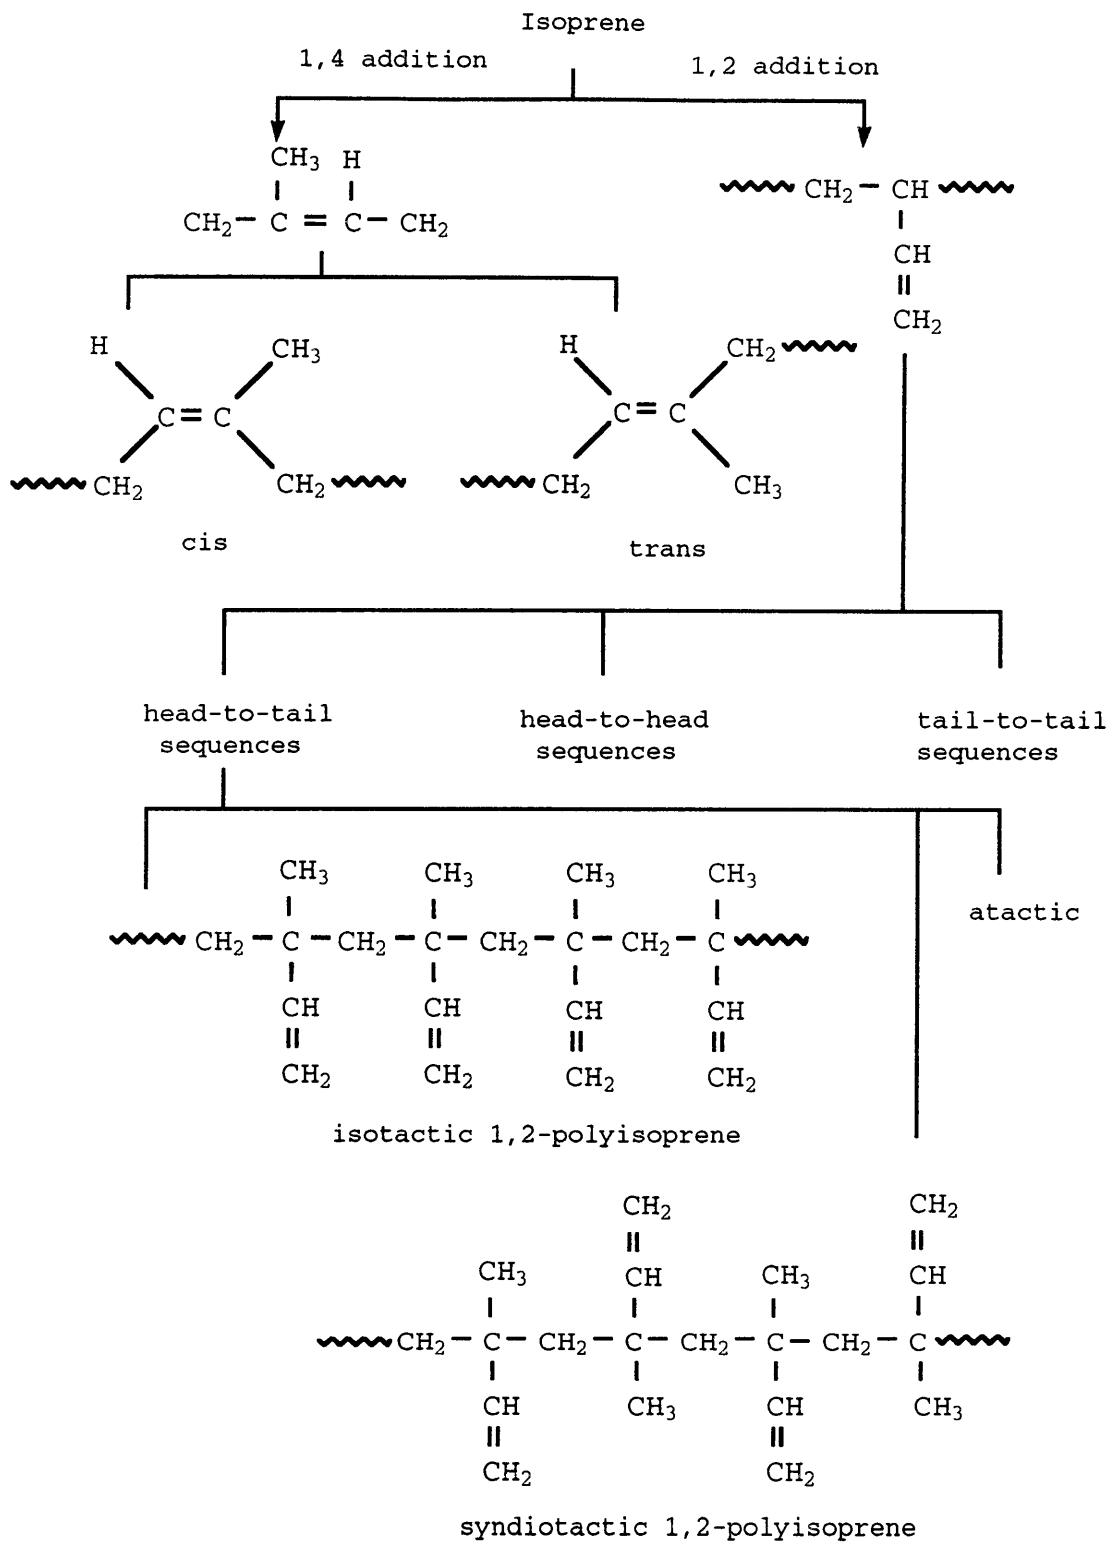 Isoprene
1,4 addition
1,2 addition
CH3 H
CH2 – C = C – CH2
CH2 – CH
CH
CH2
H CH3
C = C
CH2 CH2
cis
H CH2
C = C
CH2 CH3
trans
head-to-tail
sequences
head-to-head
sequences
tail-to-tail
sequences
CH3 CH3 CH3 CH3
CH2 – C – CH2 – C – CH2 – C – CH2 – C
CH CH CH CH
CH2 CH2 CH2 CH2
isotactic 1,2-polyisoprene
atactic
CH2 CH2
CH3 CH CH3 CH
CH2 – C – CH2 – C – CH2 – C – CH2 – C
CH CH3 CH CH3
CH2 CH2
syndiotactic 1,2-polyisoprene